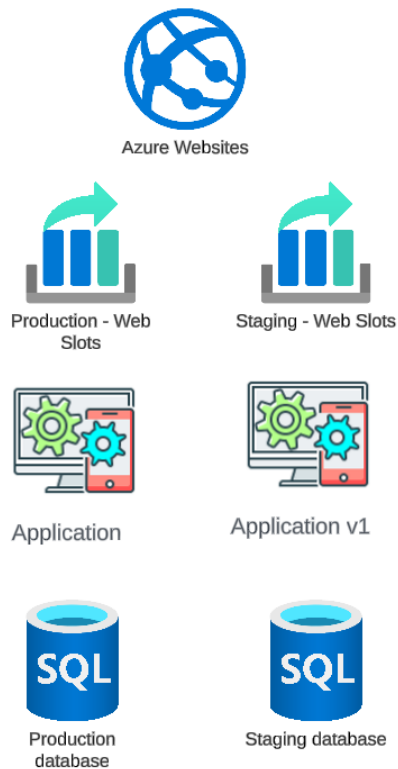 Azure Websites
Production - Web
Slots
Staging - Web Slots
Application
Application v1
SQL
SQL
Production
database
Staging database